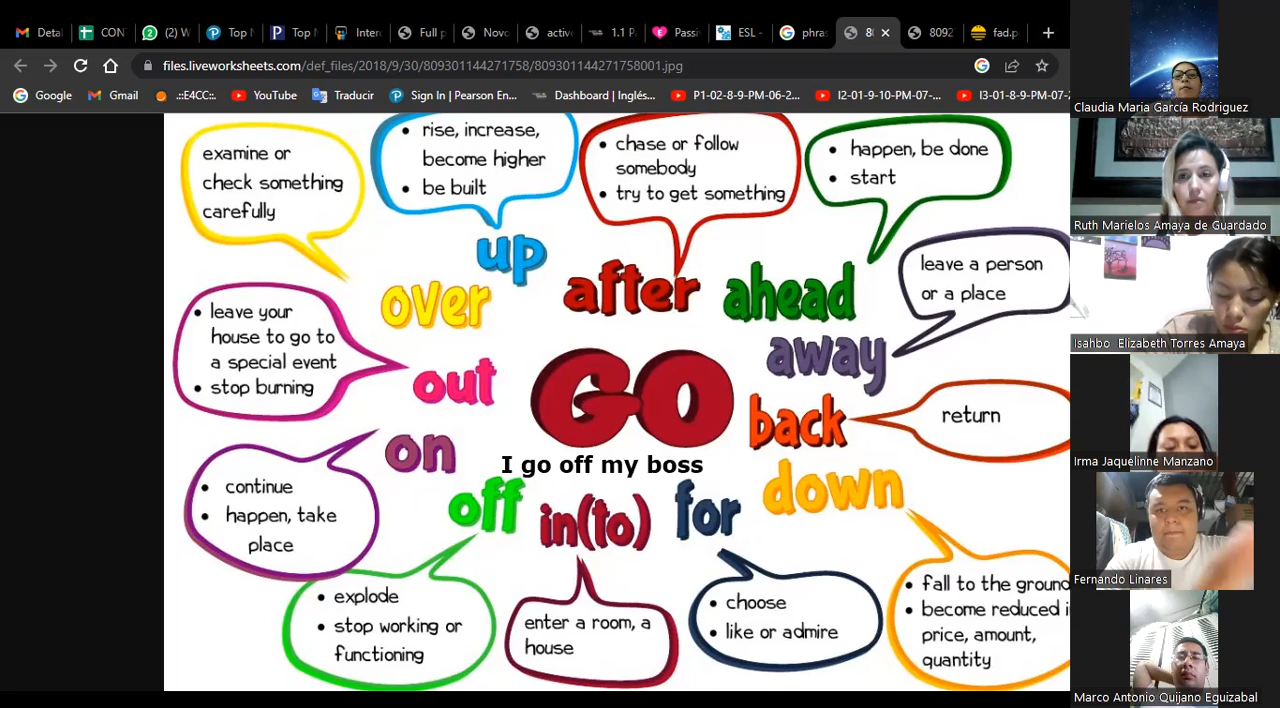 Detal
CON
(2) (W
Top N
Top N
Inter
Full p
Novo
active
1.1 P
Passi
ESL -
phras
80
8092
fad.p
files.liveworksheets.com/def_files/2018/9/30/809301144271758/809301144271758001.jpg
Google
Gmail
.::E4CC::.
YouTube
Traducir
Sign In | Pearson En...
Dashboard | Inglés...
P1-02-8-9-PM-06-2...
I2-01-9-10-PM-07-...
I3-01-8-9-PM-07-2
examine or
check something
carefully
rise, increase,
become higher
be built
chase or follow
somebody
try to get something
happen, be done
start
up
over
after
ahead
leave a person
or a place
away
leave your
house to go to
a special event
stop burning
out
GO
back
return
on
I go off my boss
down
continue
happen, take
place
off
in(to)
for
explode
stop working or
functioning
enter a room, a
house
choose
like or admire
fall to the ground
become reduced i
price, amount,
quantity
Claudia Maria García Rodriguez
Ruth Marielos Amaya de Guardado
Isahbo Elizabeth Torres Amaya
Irma Jaquelinne Manzano
Fernando Linares
Marco Antonio Quijano Eguizabal